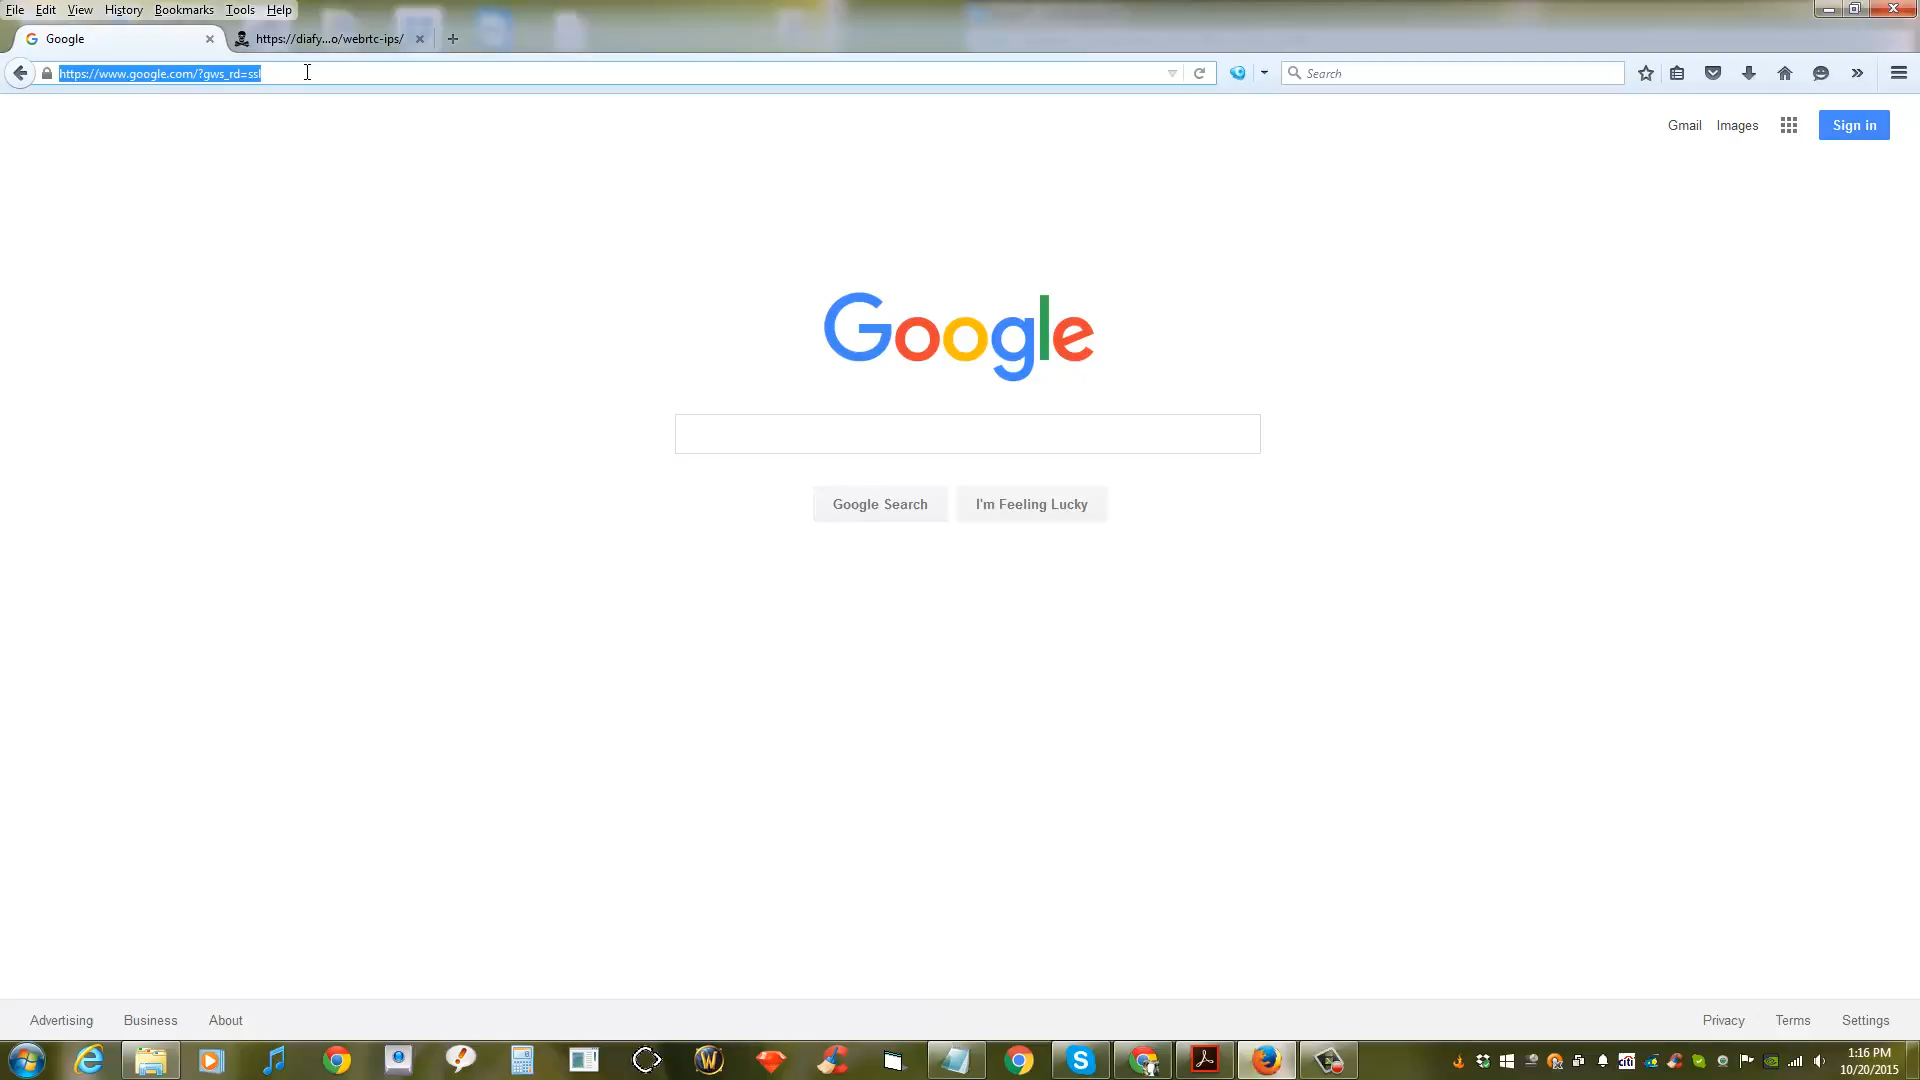 File Edit View History Bookmarks Tools Help
Google https://diafy...o/webrtc-ips/
https://www.google.com/?gws_rd=ssl
Search
Gmail Images Sign in
Google
Google Search I'm Feeling Lucky
Advertising Business About Privacy Terms Settings
1:16 PM
10/20/2015